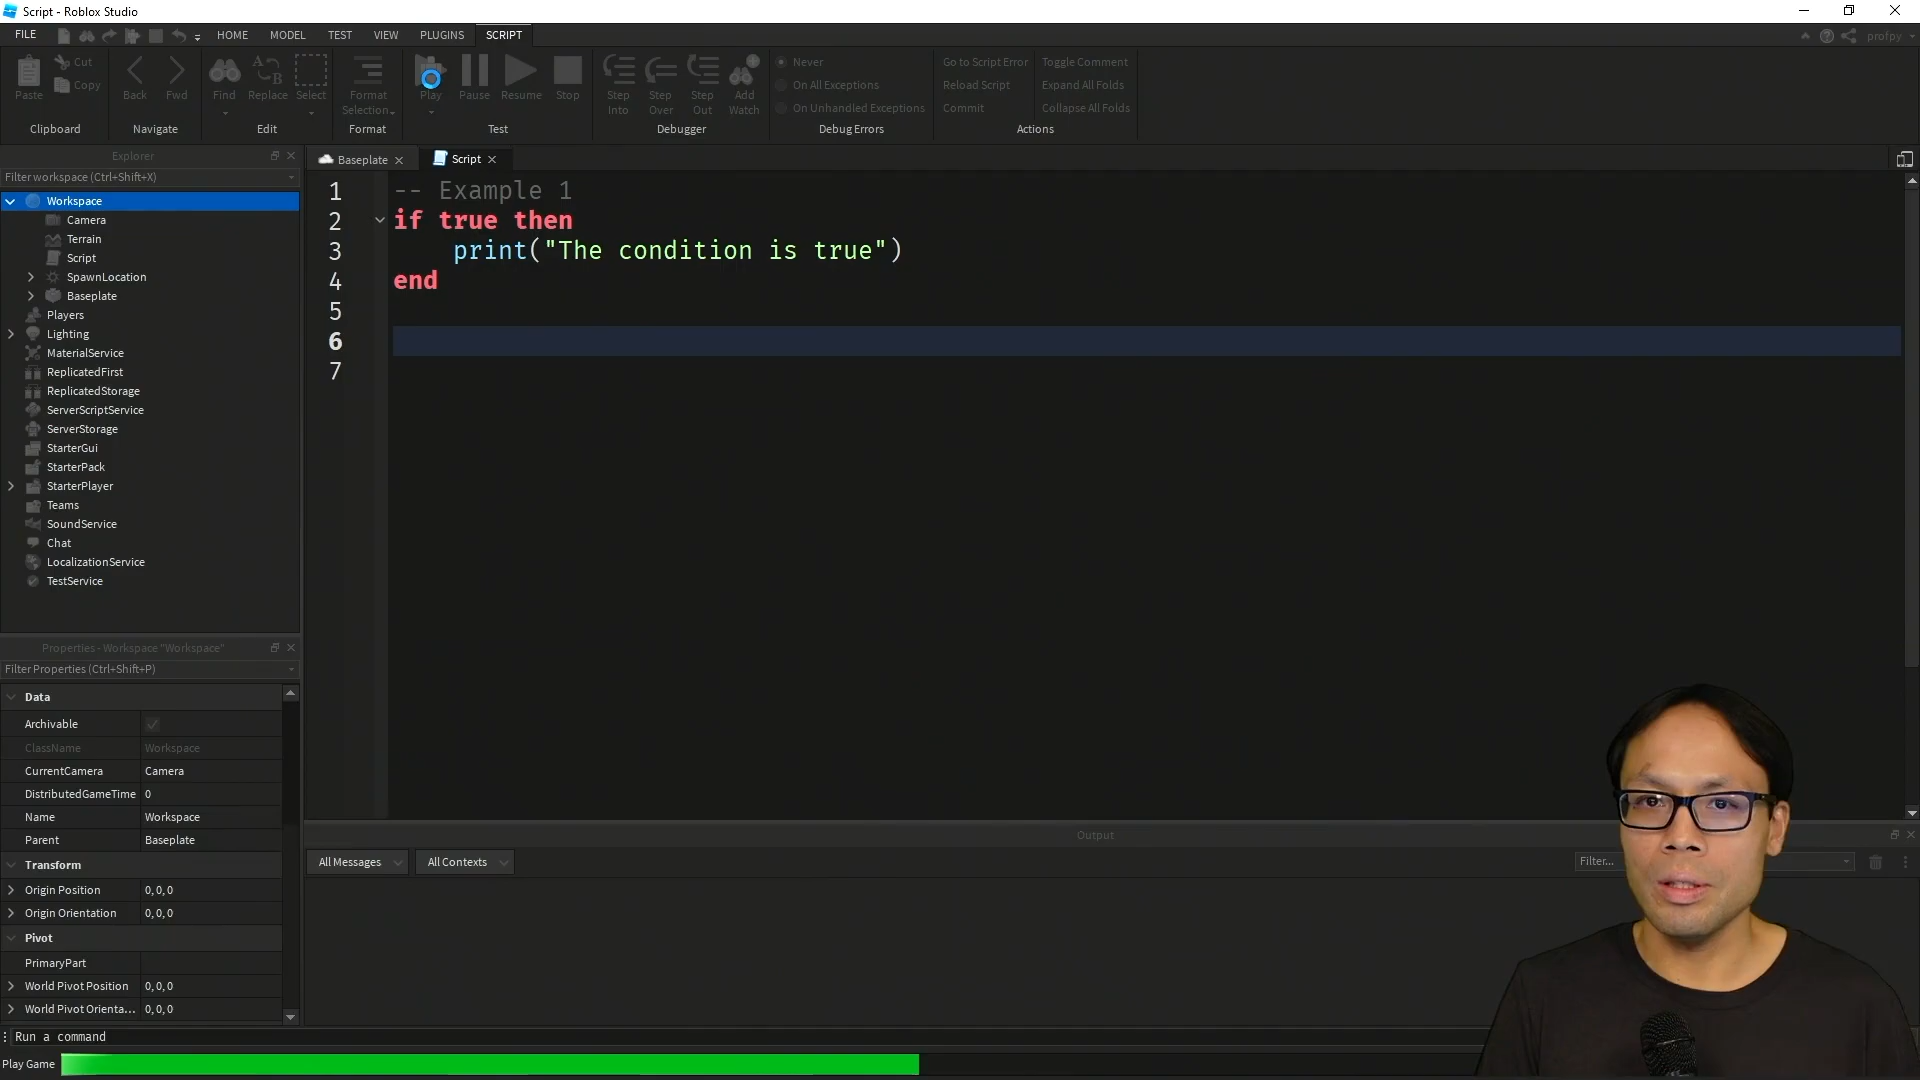 Script - Roblox Studio
FILE
HOME
MODEL
TEST
VIEW
PLUGINS
SCRIPT
profpy
Paste
Cut
Copy
Clipboard
Back
Fwd
Navigate
Find
Replace
Select
Edit
Format
Selection
Format
Play
Pause
Resume
Stop
Test
Step
Into
Step
Over
Step
Out
Add
Watch
Debugger
Never
On All Exceptions
On Unhandled Exceptions
Debug Errors
Go to Script Error
Reload Script
Commit
Toggle Comment
Expand All Folds
Collapse All Folds
Actions
Explorer
Filter workspace (Ctrl+Shift+X)
Workspace
Camera
Terrain
Script
SpawnLocation
Baseplate
Players
Lighting
MaterialService
ReplicatedFirst
ReplicatedStorage
ServerScriptService
ServerStorage
StarterGui
StarterPack
StarterPlayer
Teams
SoundService
Chat
LocalizationService
TestService
Properties - Workspace "Workspace"
Filter Properties (Ctrl+Shift+P)
Data
Archivable
ClassName Workspace
CurrentCamera Camera
DistributedGameTime 0
Name Workspace
Parent Baseplate
Transform
Origin Position 0, 0, 0
Origin Orientation 0, 0, 0
Pivot
PrimaryPart
World Pivot Position 0, 0, 0
World Pivot Orienta... 0, 0, 0
Baseplate
Script
1 -- Example 1
2 if true then
3 print("The condition is true")
4 end
5
6
7
Output
All Messages
All Contexts
Filter...
Run a command
Play Game